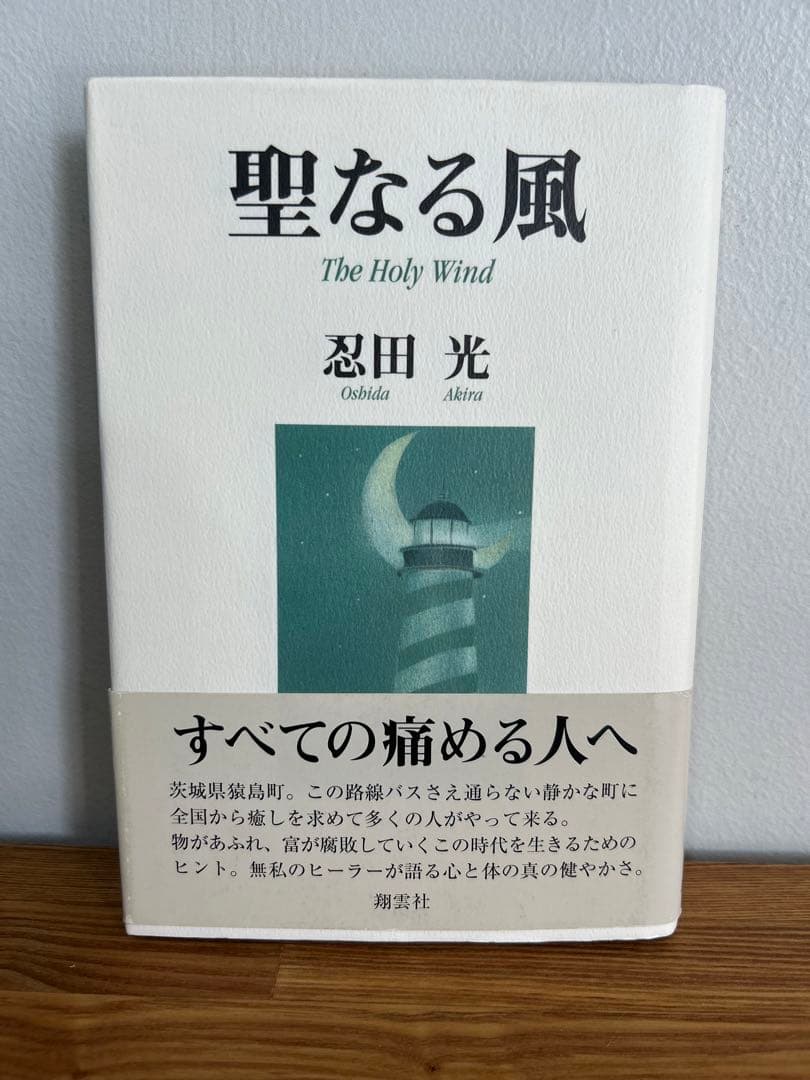 聖なる風
The Holy Wind
忍田 光
Oshida Akira
すべての痛める人へ
茨城県猿島町。この路線バスさえ通らない静かな町に
全国から癒しを求めて多くの人がやって来る。
物があふれ、富が腐敗していくこの時代を生きるための
ヒント。無私のヒーラーが語る心と体の真の健やかさ。
翔雲社